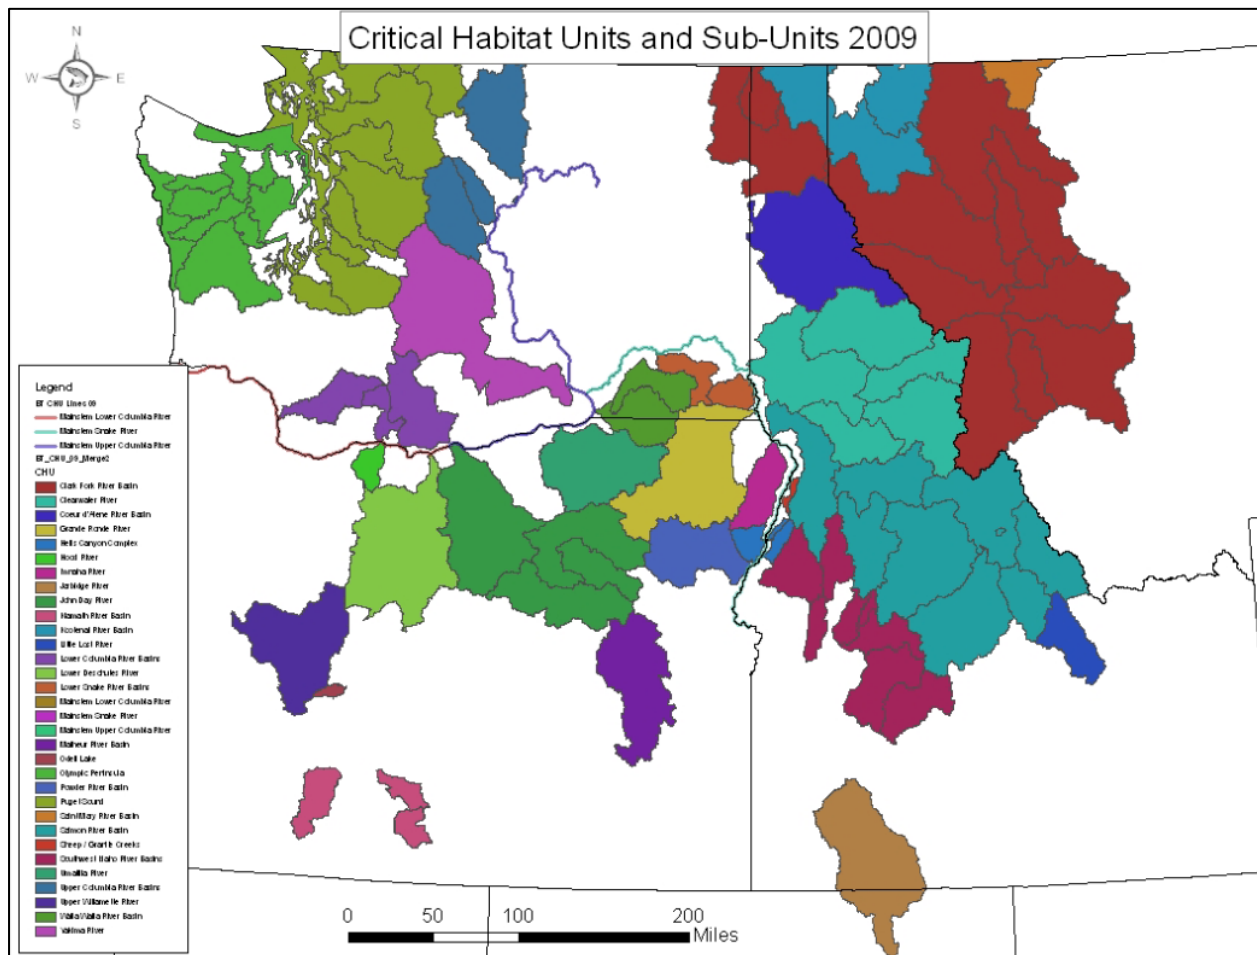 Critical Habitat Units and Sub-Units 2009
N
W E
S
Legend
BT CHU Lines 09
Mainstem Lower Columbia River
Mainstem Snake River
Mainstem Upper Columbia River
BT_CHU_09_Merge2
CHU
Clark Fork River Basin
Clearwater River
Coeur d'Alene River Basin
Grande Ronde River
Hells Canyon Complex
Hood River
Imnaha River
Jarbidge River
John Day River
Klamath River Basin
Kootenai River Basin
Little Lost River
Lower Columbia River Basins
Lower Deschutes River
Lower Snake River Basins
Mainstem Lower Columbia River
Mainstem Snake River
Mainstem Upper Columbia River
Malheur River Basin
Odell Lake
Olympic Peninsula
Powder River Basin
Puget Sound
Saint Mary River Basin
Salmon River Basin
Sheep / Granite Creeks
Southwest Idaho River Basins
Umatilla River
Upper Columbia River Basins
Upper Willamette River
Walla Walla River Basin
Yakima River
0 50 100 200
Miles